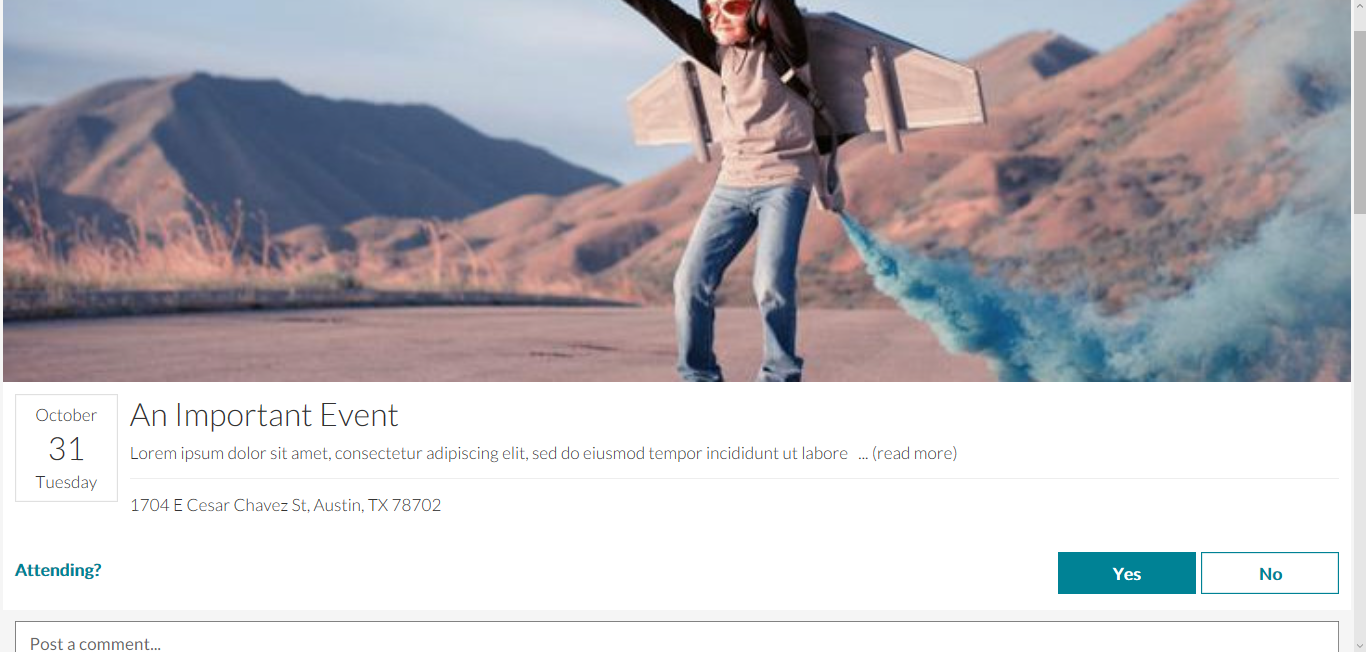 October
31
Tuesday
An Important Event
Lorem ipsum dolor sit amet, consectetur adipiscing elit, sed do eiusmod tempor incididunt ut labore ... (read more)
1704 E Cesar Chavez St, Austin, TX 78702
Attending?
Yes
No
Post a comment...